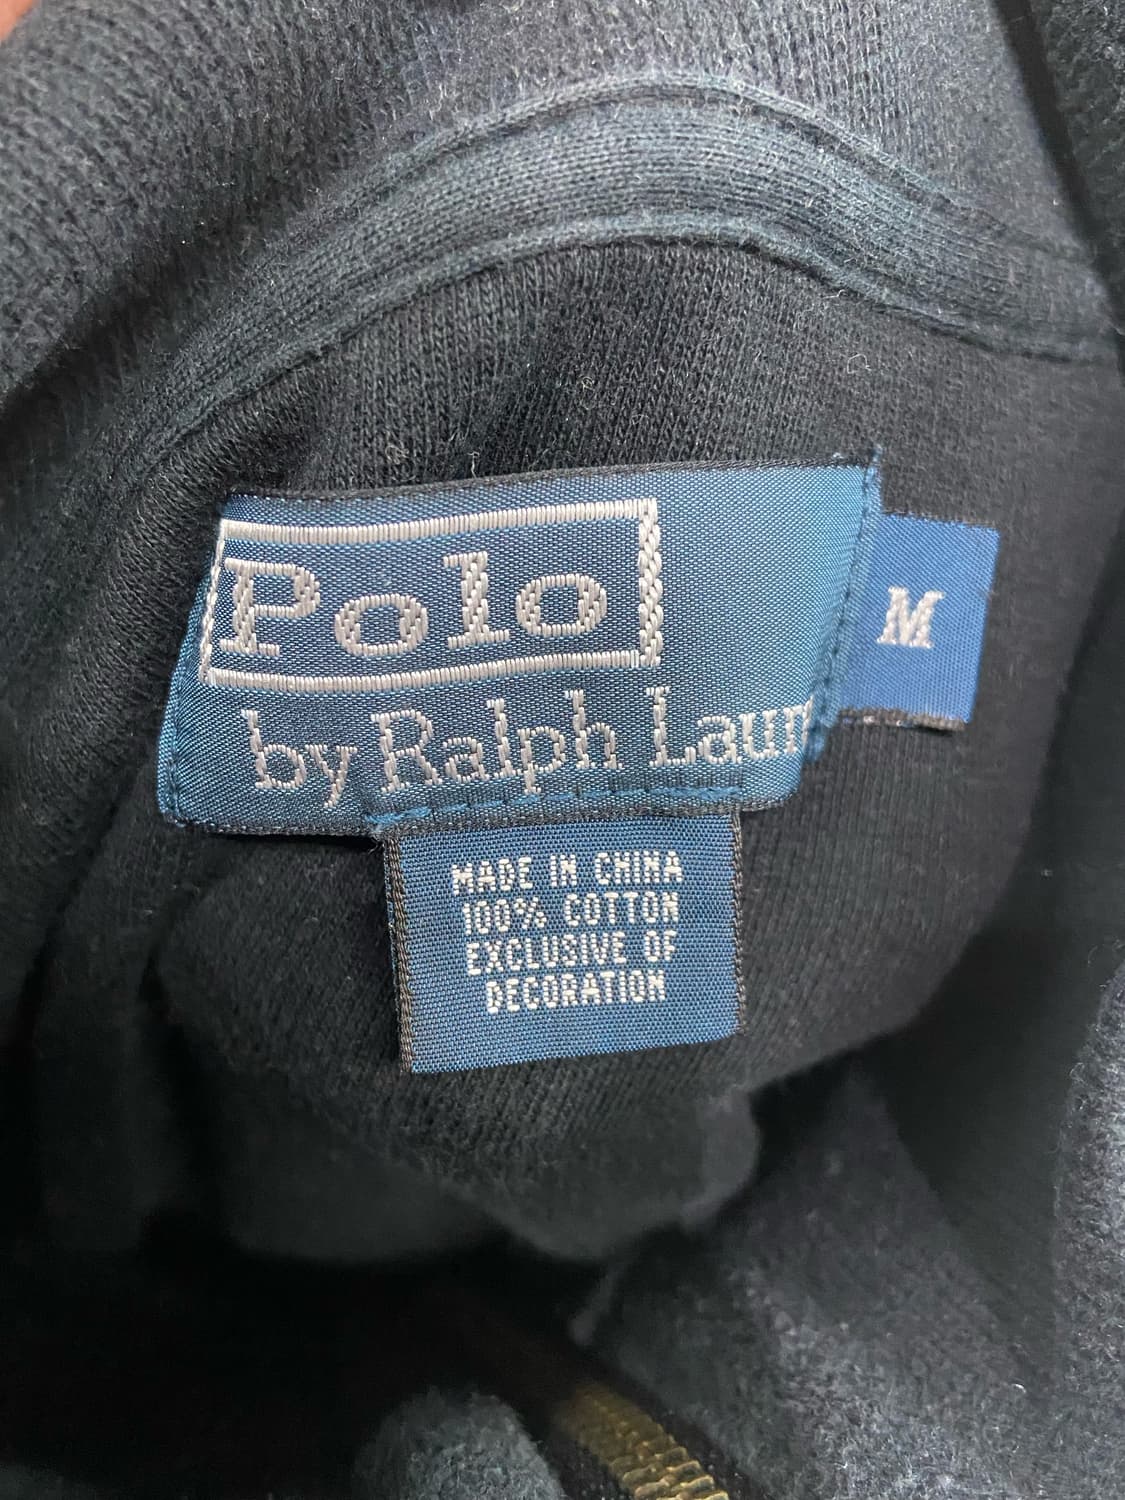 Polo
by Ralph Laur
M
MADE IN CHINA
100% COTTON
EXCLUSIVE OF
DECORATION